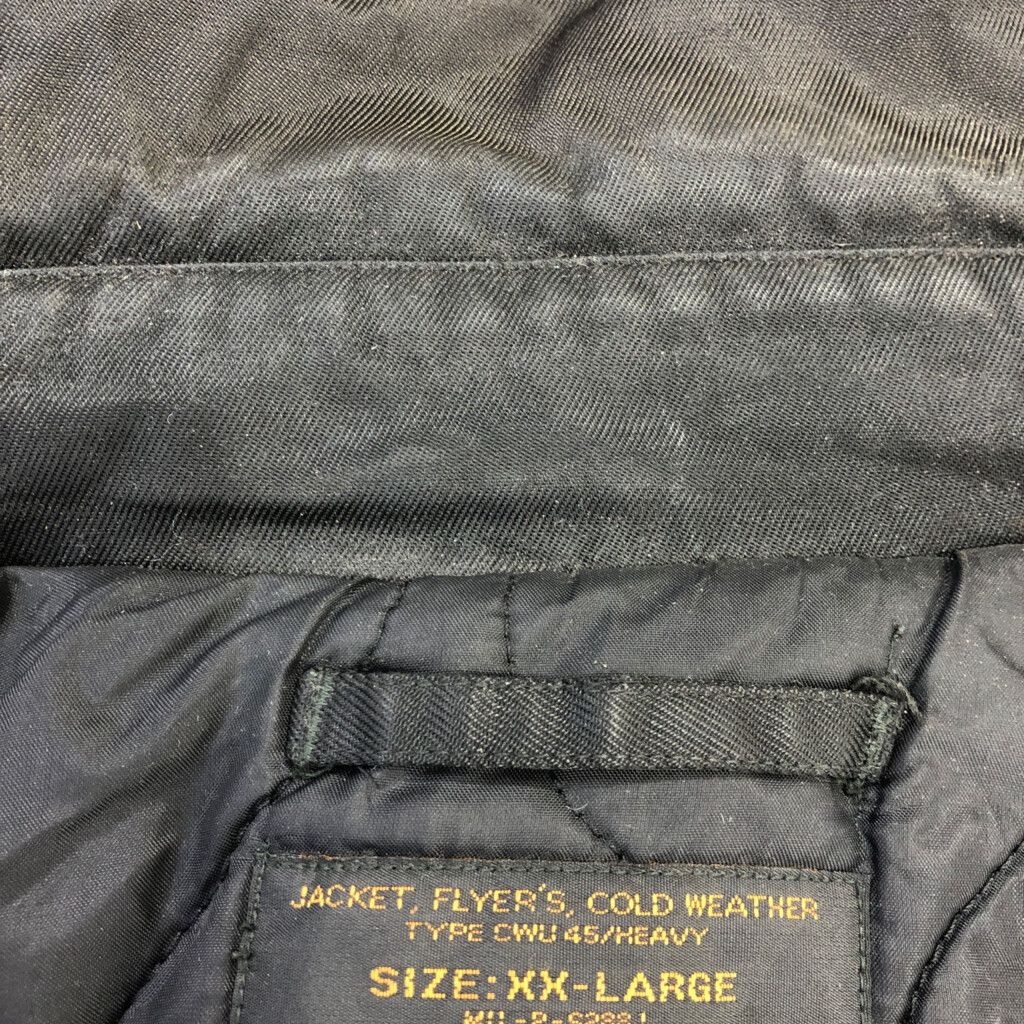 JACKET, FLYER'S, COLD WEATHER
TYPE CWU 45/HEAVY
SIZE: XX-LARGE